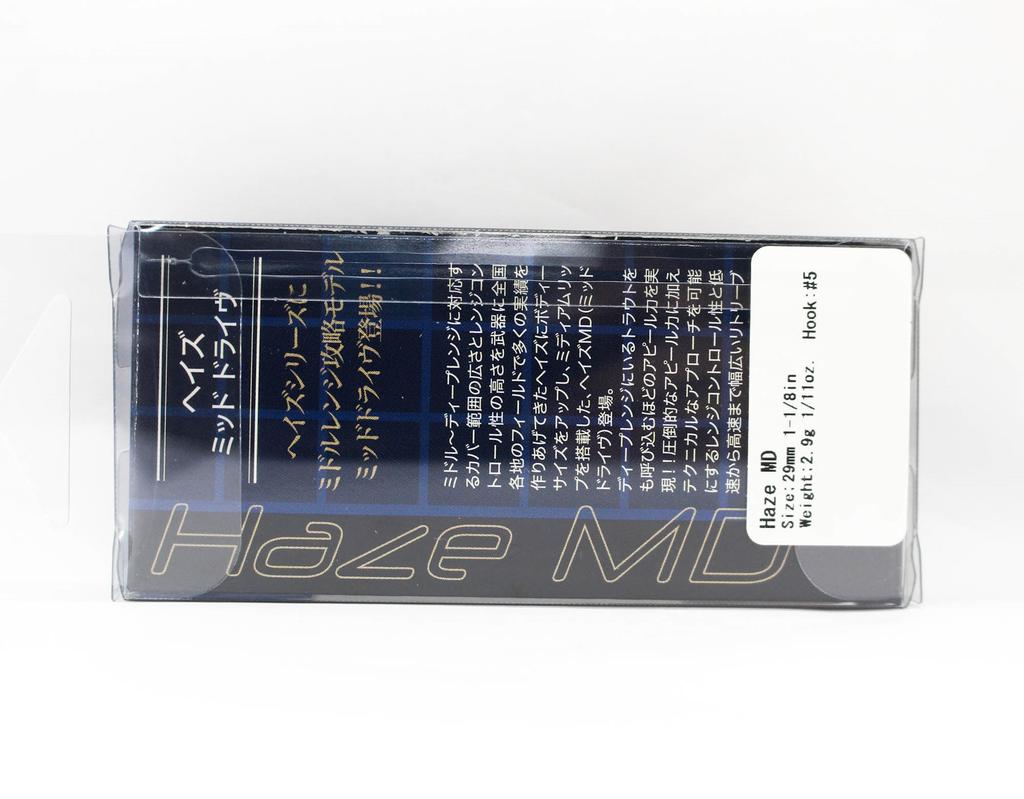 ヘイズ
ミッドドライヴ
ヘイズシリーズに
ミドルレンジ攻略モデル
ミッドドライヴ登場!!
ミドル〜ディープレンジに対応す
るカバー範囲の広さとレンジコン
トロール性の高さを武器に全国
各地のフィールドで多くの実績を
作りあげてきたヘイズにボディー
サイズをアップし、ミディアムリッ
プを搭載した、ヘイズMD(ミッド
ドライヴ)登場。
ディープレンジにいるトラウトを
も呼び込むほどのアピール力を実
現!!圧倒的なアピール力に加え
テクニカルなアプローチを可能
にするレンジコントロール性と低
速から高速まで幅広いリトリーブ
Haze MD
Haze MD
Size:29mm 1-1/8in
Weight:2.9g 1/11oz. Hook:#5